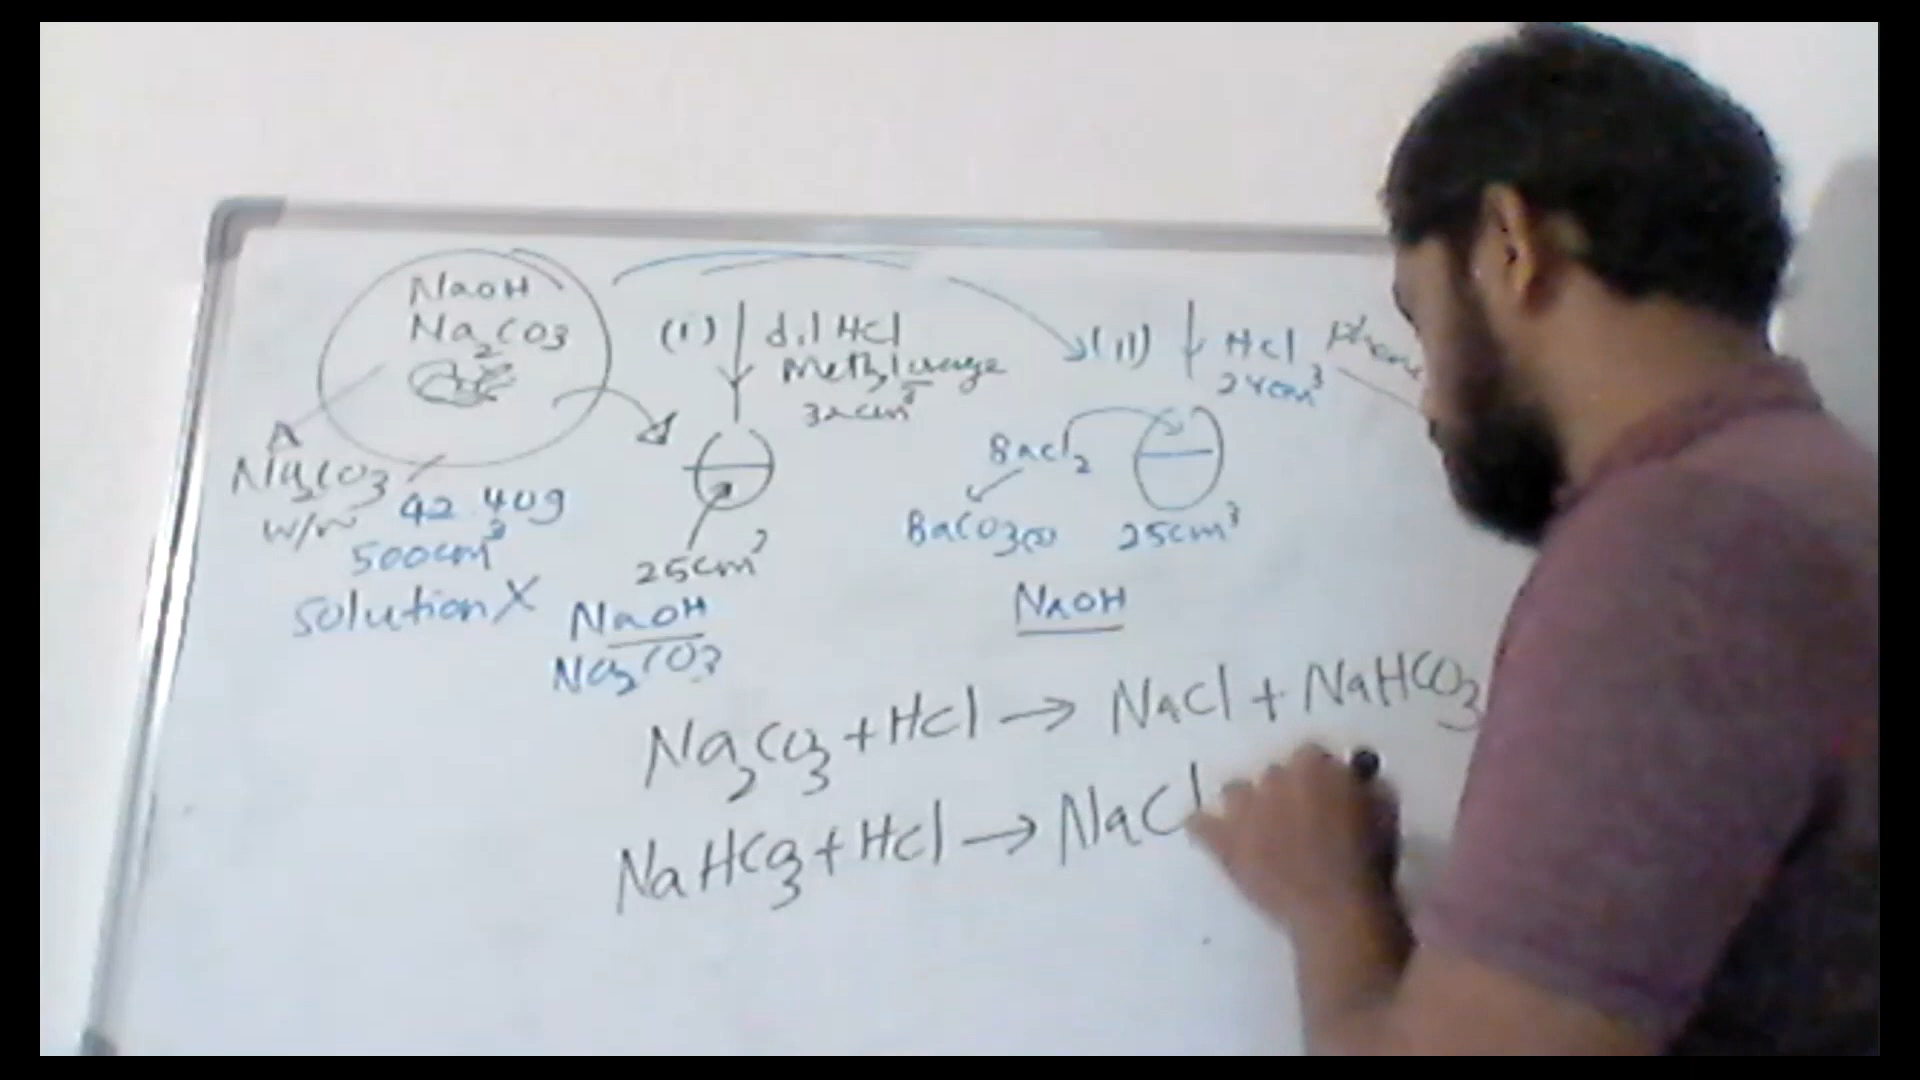 NaOH
Na2CO3
A
Na2CO3
w/w
42.40g
500cm3
solution X
(i) dil HCl
Methyl orange
32cm3
25cm3
NaOH
Na2CO3
(ii) HCl
24cm3
BaCl2
BaCO3(s)
25cm3
NaOH
Na2CO3 + HCl → NaCl + NaHCO3
NaHCO3 + HCl → NaCl